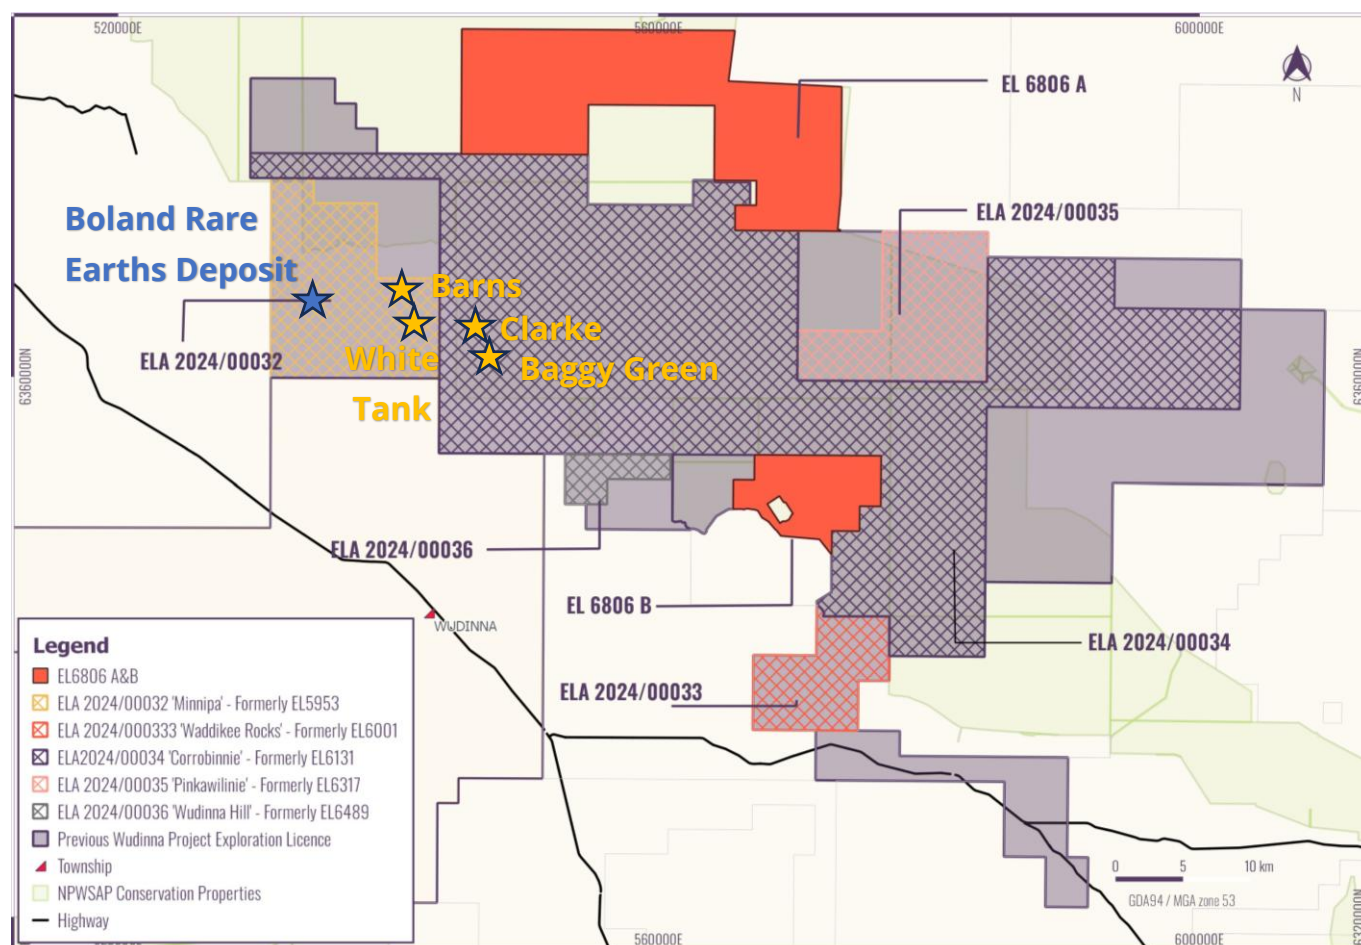 520000E
560000E
600000E
EL 6806 A
N
ELA 2024/00035
Boland Rare
Earths Deposit
Barns
Clarke
White
Tank
Baggy Green
ELA 2024/00032
6360000N
ELA 2024/00036
EL 6806 B
WUDINNA
ELA 2024/00034
ELA 2024/00033
Legend
EL6806 A&B
ELA 2024/00032 'Minnipa' - Formerly EL5953
ELA 2024/000333 'Waddikee Rocks' - Formerly EL6001
ELA2024/00034 'Corrobinnie' - Formerly EL6131
ELA 2024/00035 'Pinkawilinie' - Formerly EL6317
ELA 2024/00036 'Wudinna Hill' - Formerly EL6489
Previous Wudinna Project Exploration Licence
Township
NPWSAP Conservation Properties
Highway
0 5 10 km
GDA94 / MGA zone 53
560000E
600000E